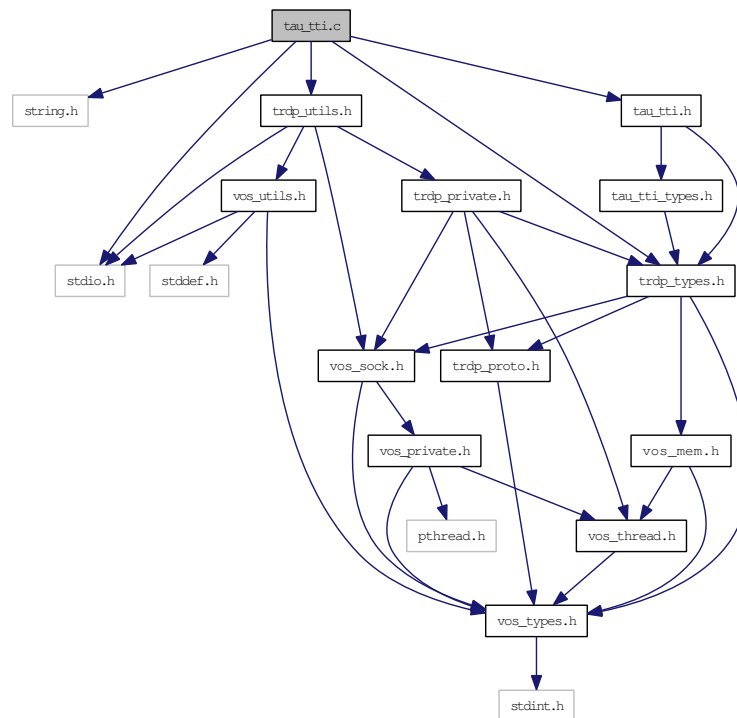 tau_tti.c
string.h
trdp_utils.h
tau_tti.h
vos_utils.h
trdp_private.h
tau_tti_types.h
stdio.h
stddef.h
trdp_types.h
vos_sock.h
trdp_proto.h
vos_private.h
vos_mem.h
pthread.h
vos_thread.h
vos_types.h
stdint.h